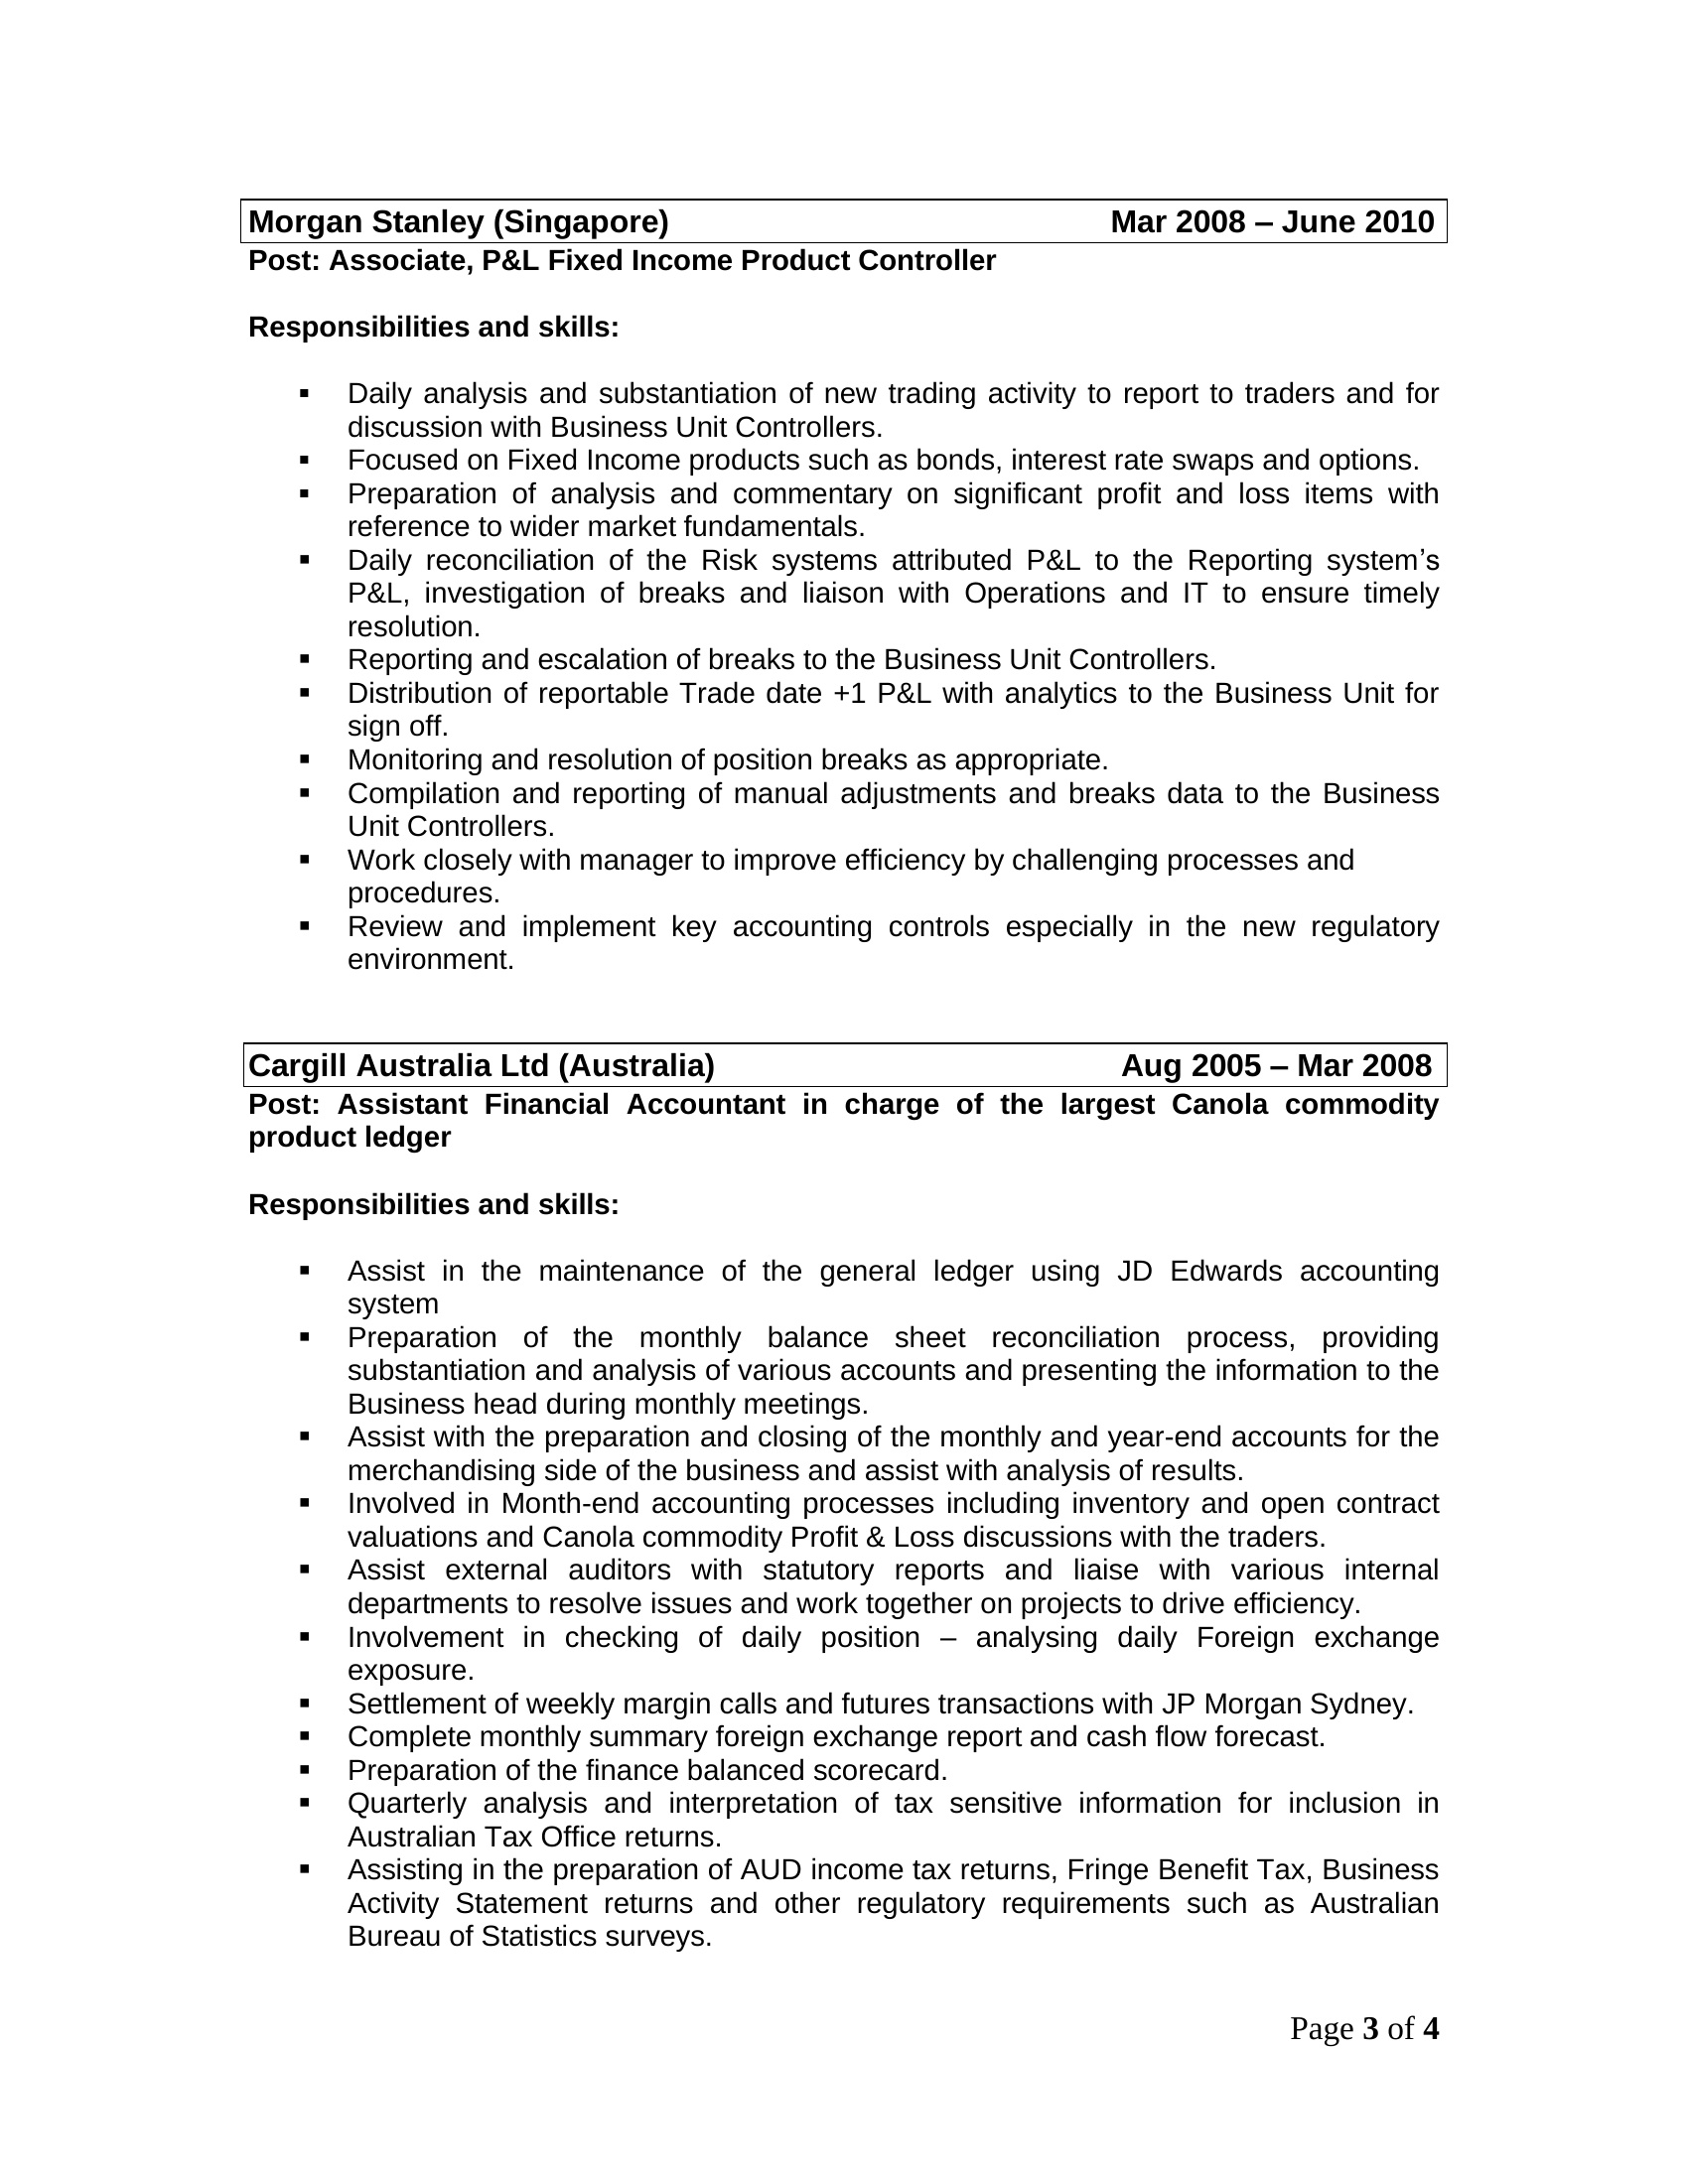 Morgan Stanley (Singapore) Mar 2008 – June 2010
Post: Associate, P&L Fixed Income Product Controller
Responsibilities and skills:
▪ Daily analysis and substantiation of new trading activity to report to traders and for
discussion with Business Unit Controllers.
▪ Focused on Fixed Income products such as bonds, interest rate swaps and options.
▪ Preparation of analysis and commentary on significant profit and loss items with
reference to wider market fundamentals.
▪ Daily reconciliation of the Risk systems attributed P&L to the Reporting system’s
P&L, investigation of breaks and liaison with Operations and IT to ensure timely
resolution.
▪ Reporting and escalation of breaks to the Business Unit Controllers.
▪ Distribution of reportable Trade date +1 P&L with analytics to the Business Unit for
sign off.
▪ Monitoring and resolution of position breaks as appropriate.
▪ Compilation and reporting of manual adjustments and breaks data to the Business
Unit Controllers.
▪ Work closely with manager to improve efficiency by challenging processes and
procedures.
▪ Review and implement key accounting controls especially in the new regulatory
environment.
Cargill Australia Ltd (Australia) Aug 2005 – Mar 2008
Post: Assistant Financial Accountant in charge of the largest Canola commodity
product ledger
Responsibilities and skills:
▪ Assist in the maintenance of the general ledger using JD Edwards accounting
system
▪ Preparation of the monthly balance sheet reconciliation process, providing
substantiation and analysis of various accounts and presenting the information to the
Business head during monthly meetings.
▪ Assist with the preparation and closing of the monthly and year-end accounts for the
merchandising side of the business and assist with analysis of results.
▪ Involved in Month-end accounting processes including inventory and open contract
valuations and Canola commodity Profit & Loss discussions with the traders.
▪ Assist external auditors with statutory reports and liaise with various internal
departments to resolve issues and work together on projects to drive efficiency.
▪ Involvement in checking of daily position – analysing daily Foreign exchange
exposure.
▪ Settlement of weekly margin calls and futures transactions with JP Morgan Sydney.
▪ Complete monthly summary foreign exchange report and cash flow forecast.
▪ Preparation of the finance balanced scorecard.
▪ Quarterly analysis and interpretation of tax sensitive information for inclusion in
Australian Tax Office returns.
▪ Assisting in the preparation of AUD income tax returns, Fringe Benefit Tax, Business
Activity Statement returns and other regulatory requirements such as Australian
Bureau of Statistics surveys.
Page 3 of 4